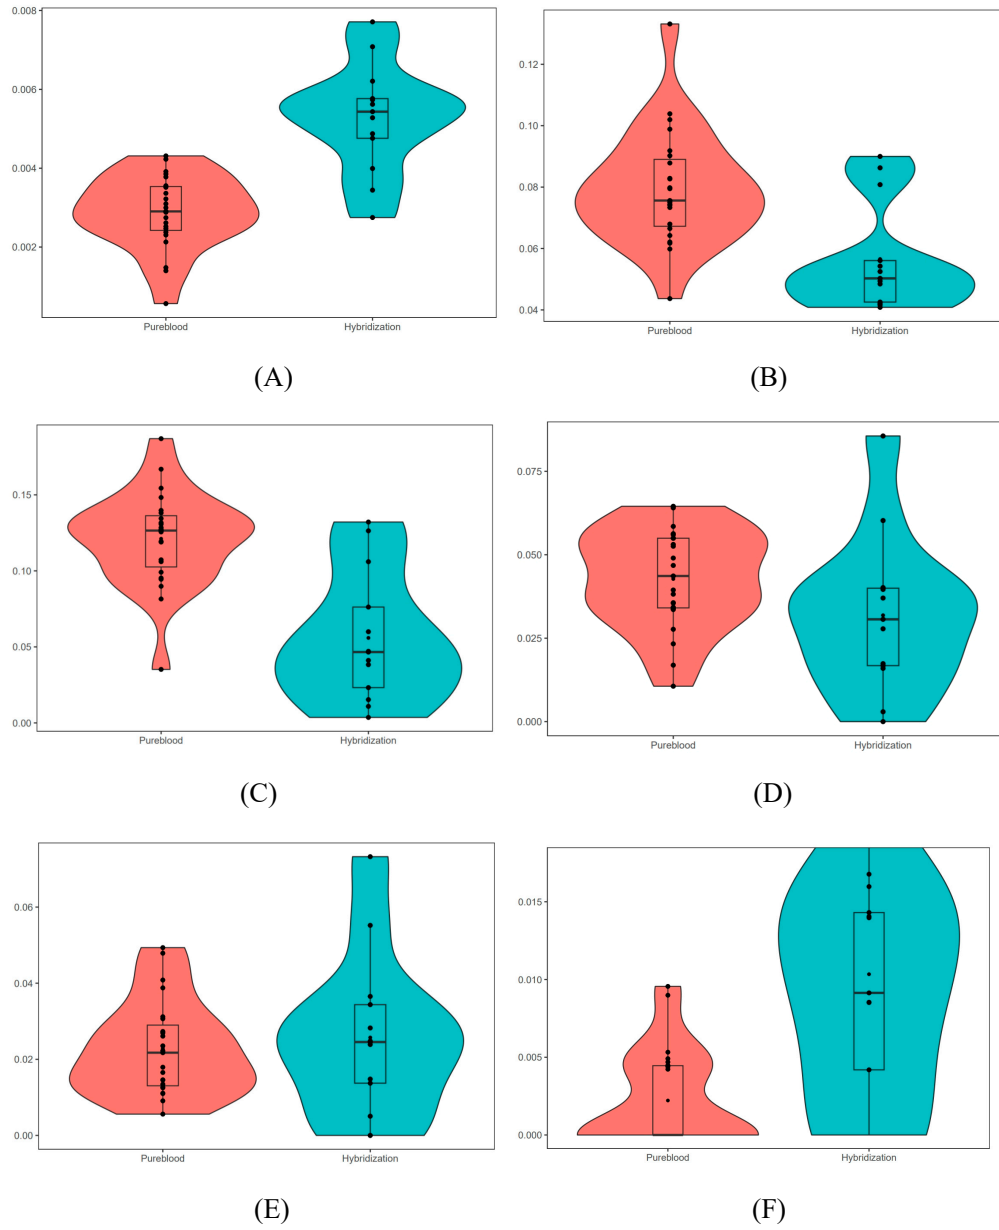 0.008
0.006
0.004
0.002
Pureblood Hybridization
(A)
0.12
0.10
0.08
0.06
0.04
Pureblood Hybridization
(B)
0.15
0.10
0.05
0.00
Pureblood Hybridization
(C)
0.075
0.050
0.025
0.000
Pureblood Hybridization
(D)
0.06
0.04
0.02
0.00
Pureblood Hybridization
(E)
0.015
0.010
0.005
0.000
Pureblood Hybridization
(F)